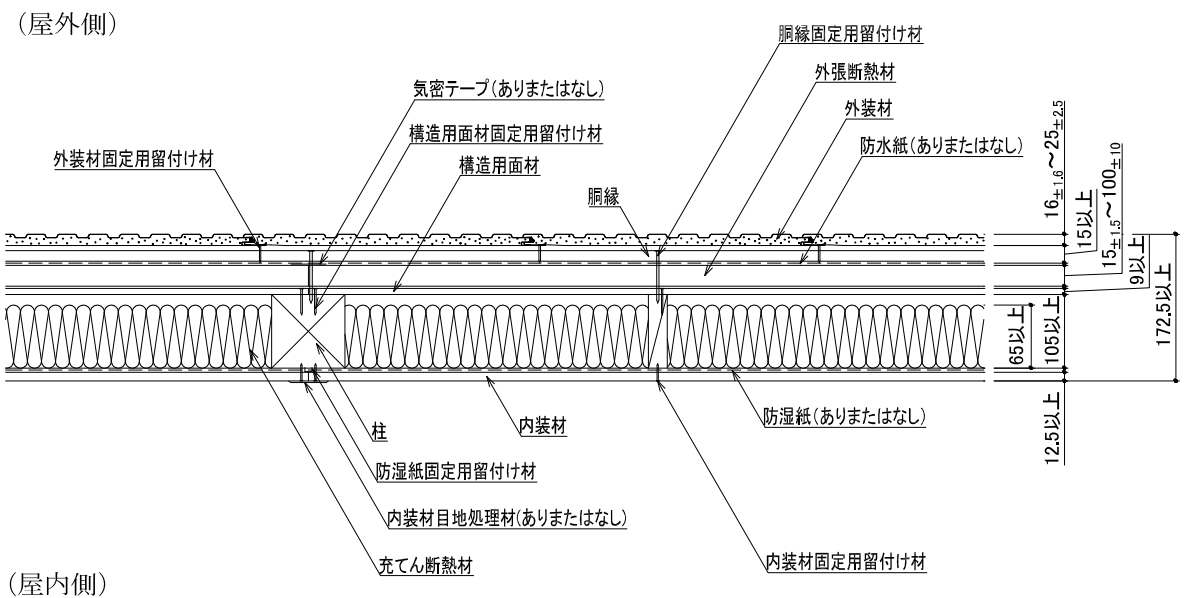 (屋外側)
胴縁固定用留付け材
気密テープ(ありまたはなし)
外張断熱材
構造用面材固定用留付け材
外装材
外装材固定用留付け材
構造用面材
防水紙(ありまたはなし)
胴縁
16±1.6～25±2.5
15以上
15±1.5～100±10
9以上
172.5以上
65以上
105以上
12.5以上
柱
内装材
防湿紙(ありまたはなし)
防湿紙固定用留付け材
内装材目地処理材(ありまたはなし)
充てん断熱材
内装材固定用留付け材
(屋内側)